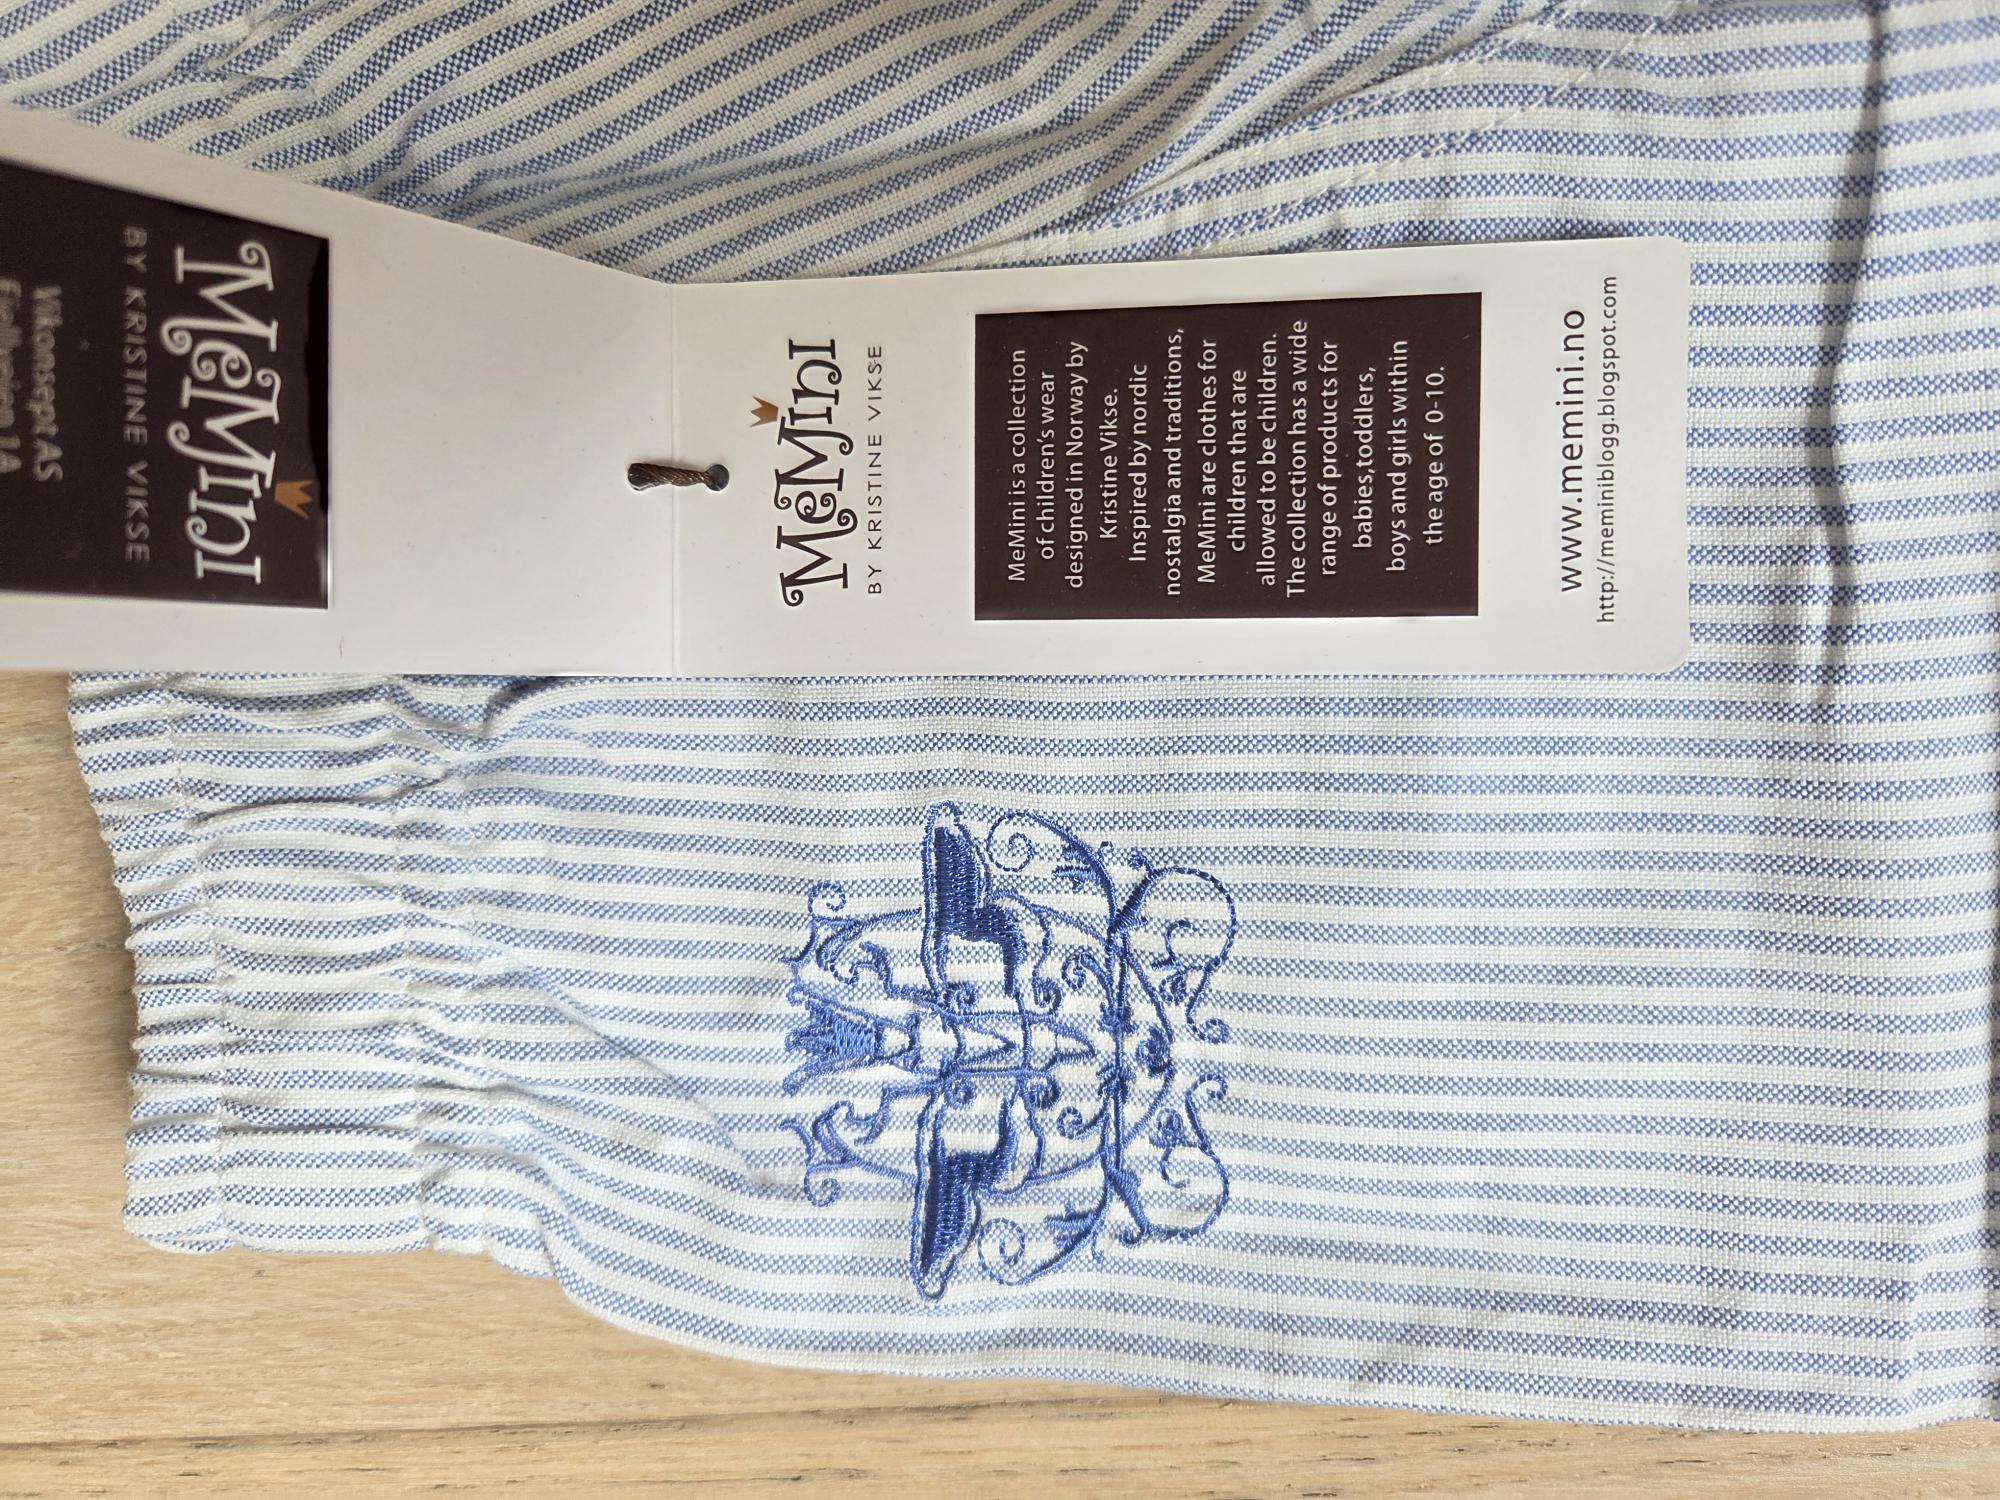 MeMini
BY KRISTINE VIKSE
MeMini is a collection
of children's wear
designed in Norway by
Kristine Vikse.
Inspired by nordic
nostalgia and traditions,
MeMini are clothes for
children that are
allowed to be children.
The collection has a wide
range of products for
babies,toddlers,
boys and girls within
the age of 0-10.
www.memini.no
http://meminiblogg.blogspot.com
MeMini
BY KRISTINE VIKSE
Vikonsept AS